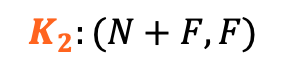 K₂: (N + F, F)